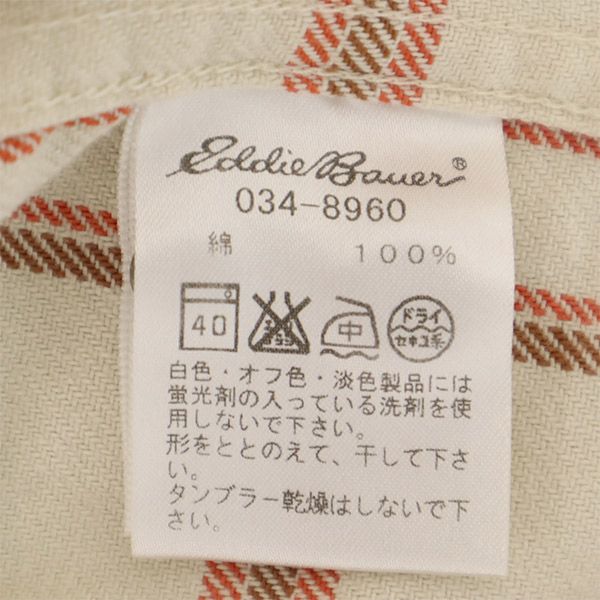 Eddie Bauer®
034-8960
綿 100%
40 エンソサラシ 中 ドライ セキユ系
白色・オフ色・淡色製品には
蛍光剤の入っている洗剤を使
用しないで下さい。
形をととのえて、干して下さ
い。
タンブラー乾燥はしないで下
さい。